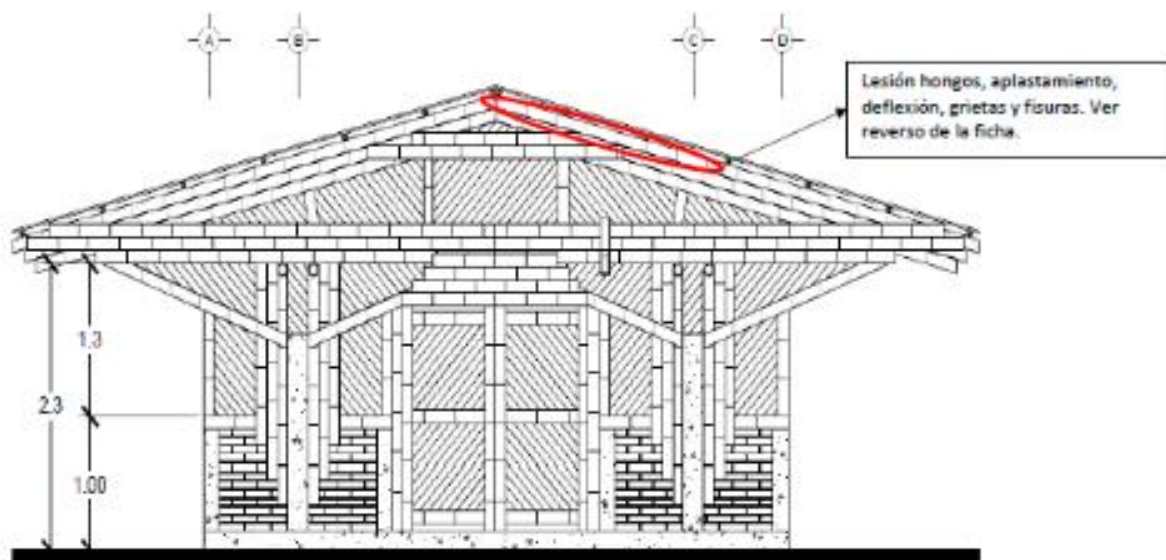 A
B
C
D
Lesión hongos, aplastamiento,
deflexión, grietas y fisuras. Ver
reverso de la ficha.
1.3
2.3
1.00